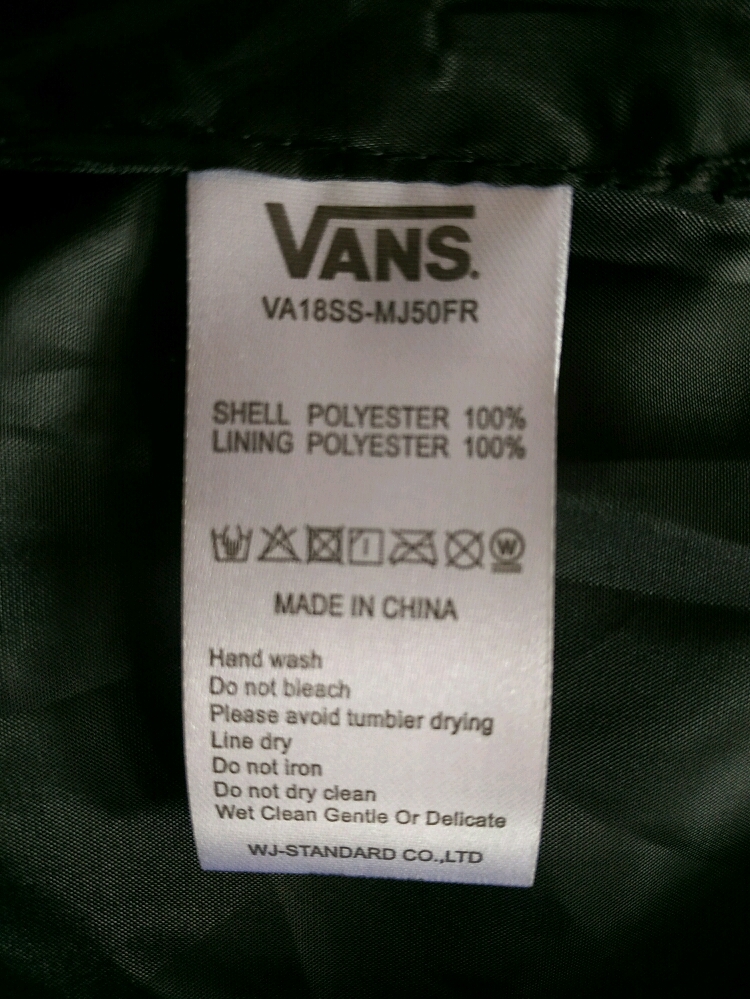 VANS.
VA18SS-MJ50FR
SHELL POLYESTER 100%
LINING POLYESTER 100%
W
MADE IN CHINA
Hand wash
Do not bleach
Please avoid tumbier drying
Line dry
Do not iron
Do not dry clean
Wet Clean Gentle Or Delicate
WJ-STANDARD CO.,LTD